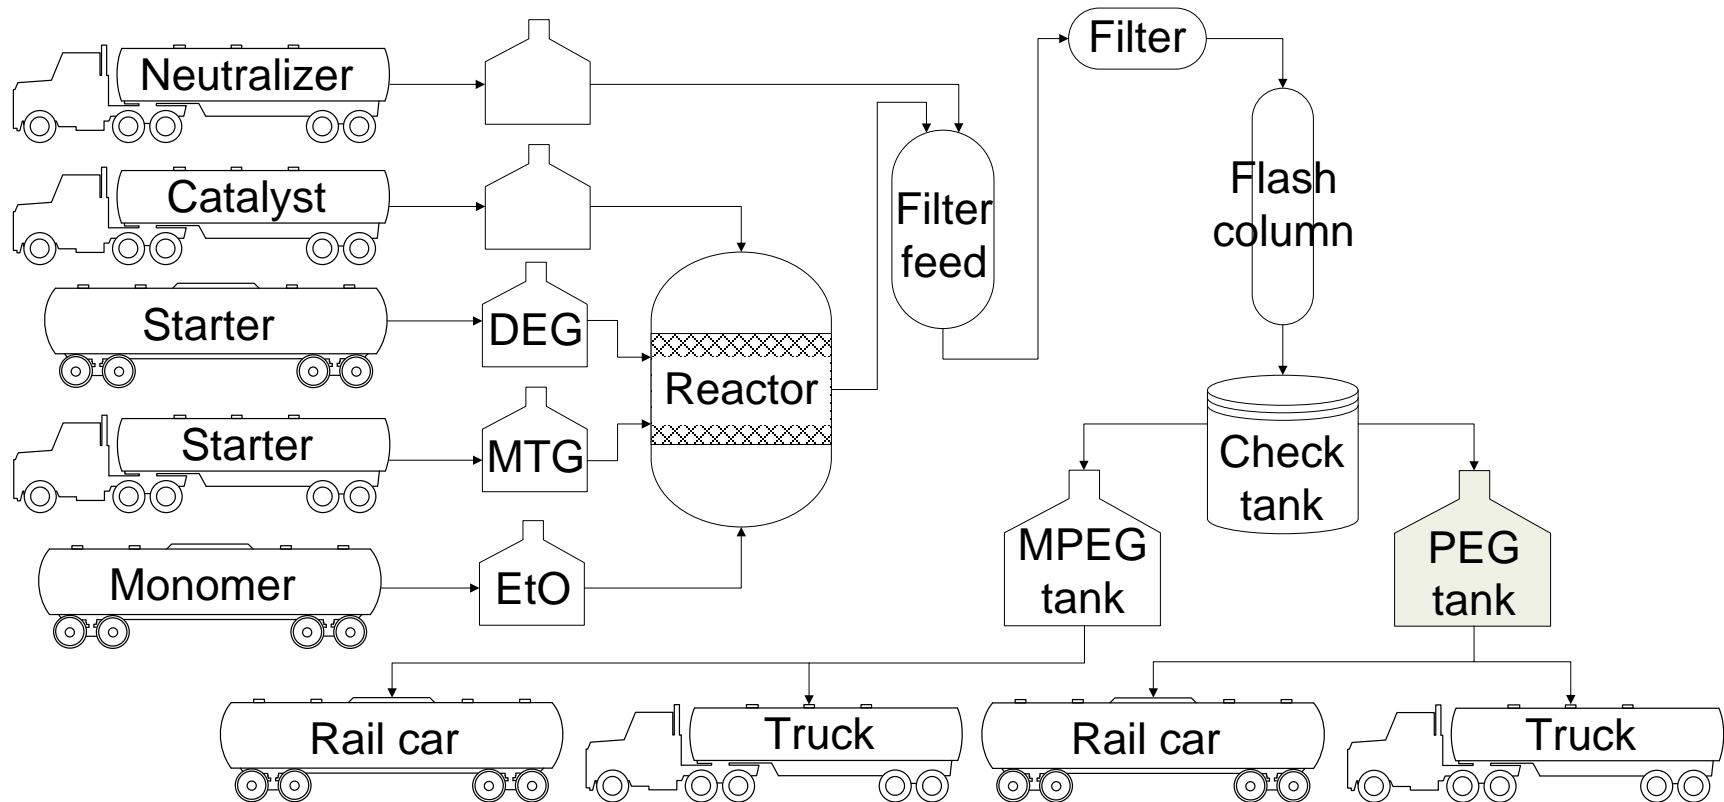 Neutralizer
Catalyst
Starter
DEG
Starter
MTG
Monomer
EtO
Reactor
Filter
feed
Filter
Flash
column
Check
tank
MPEG
tank
PEG
tank
Rail car
Truck
Rail car
Truck